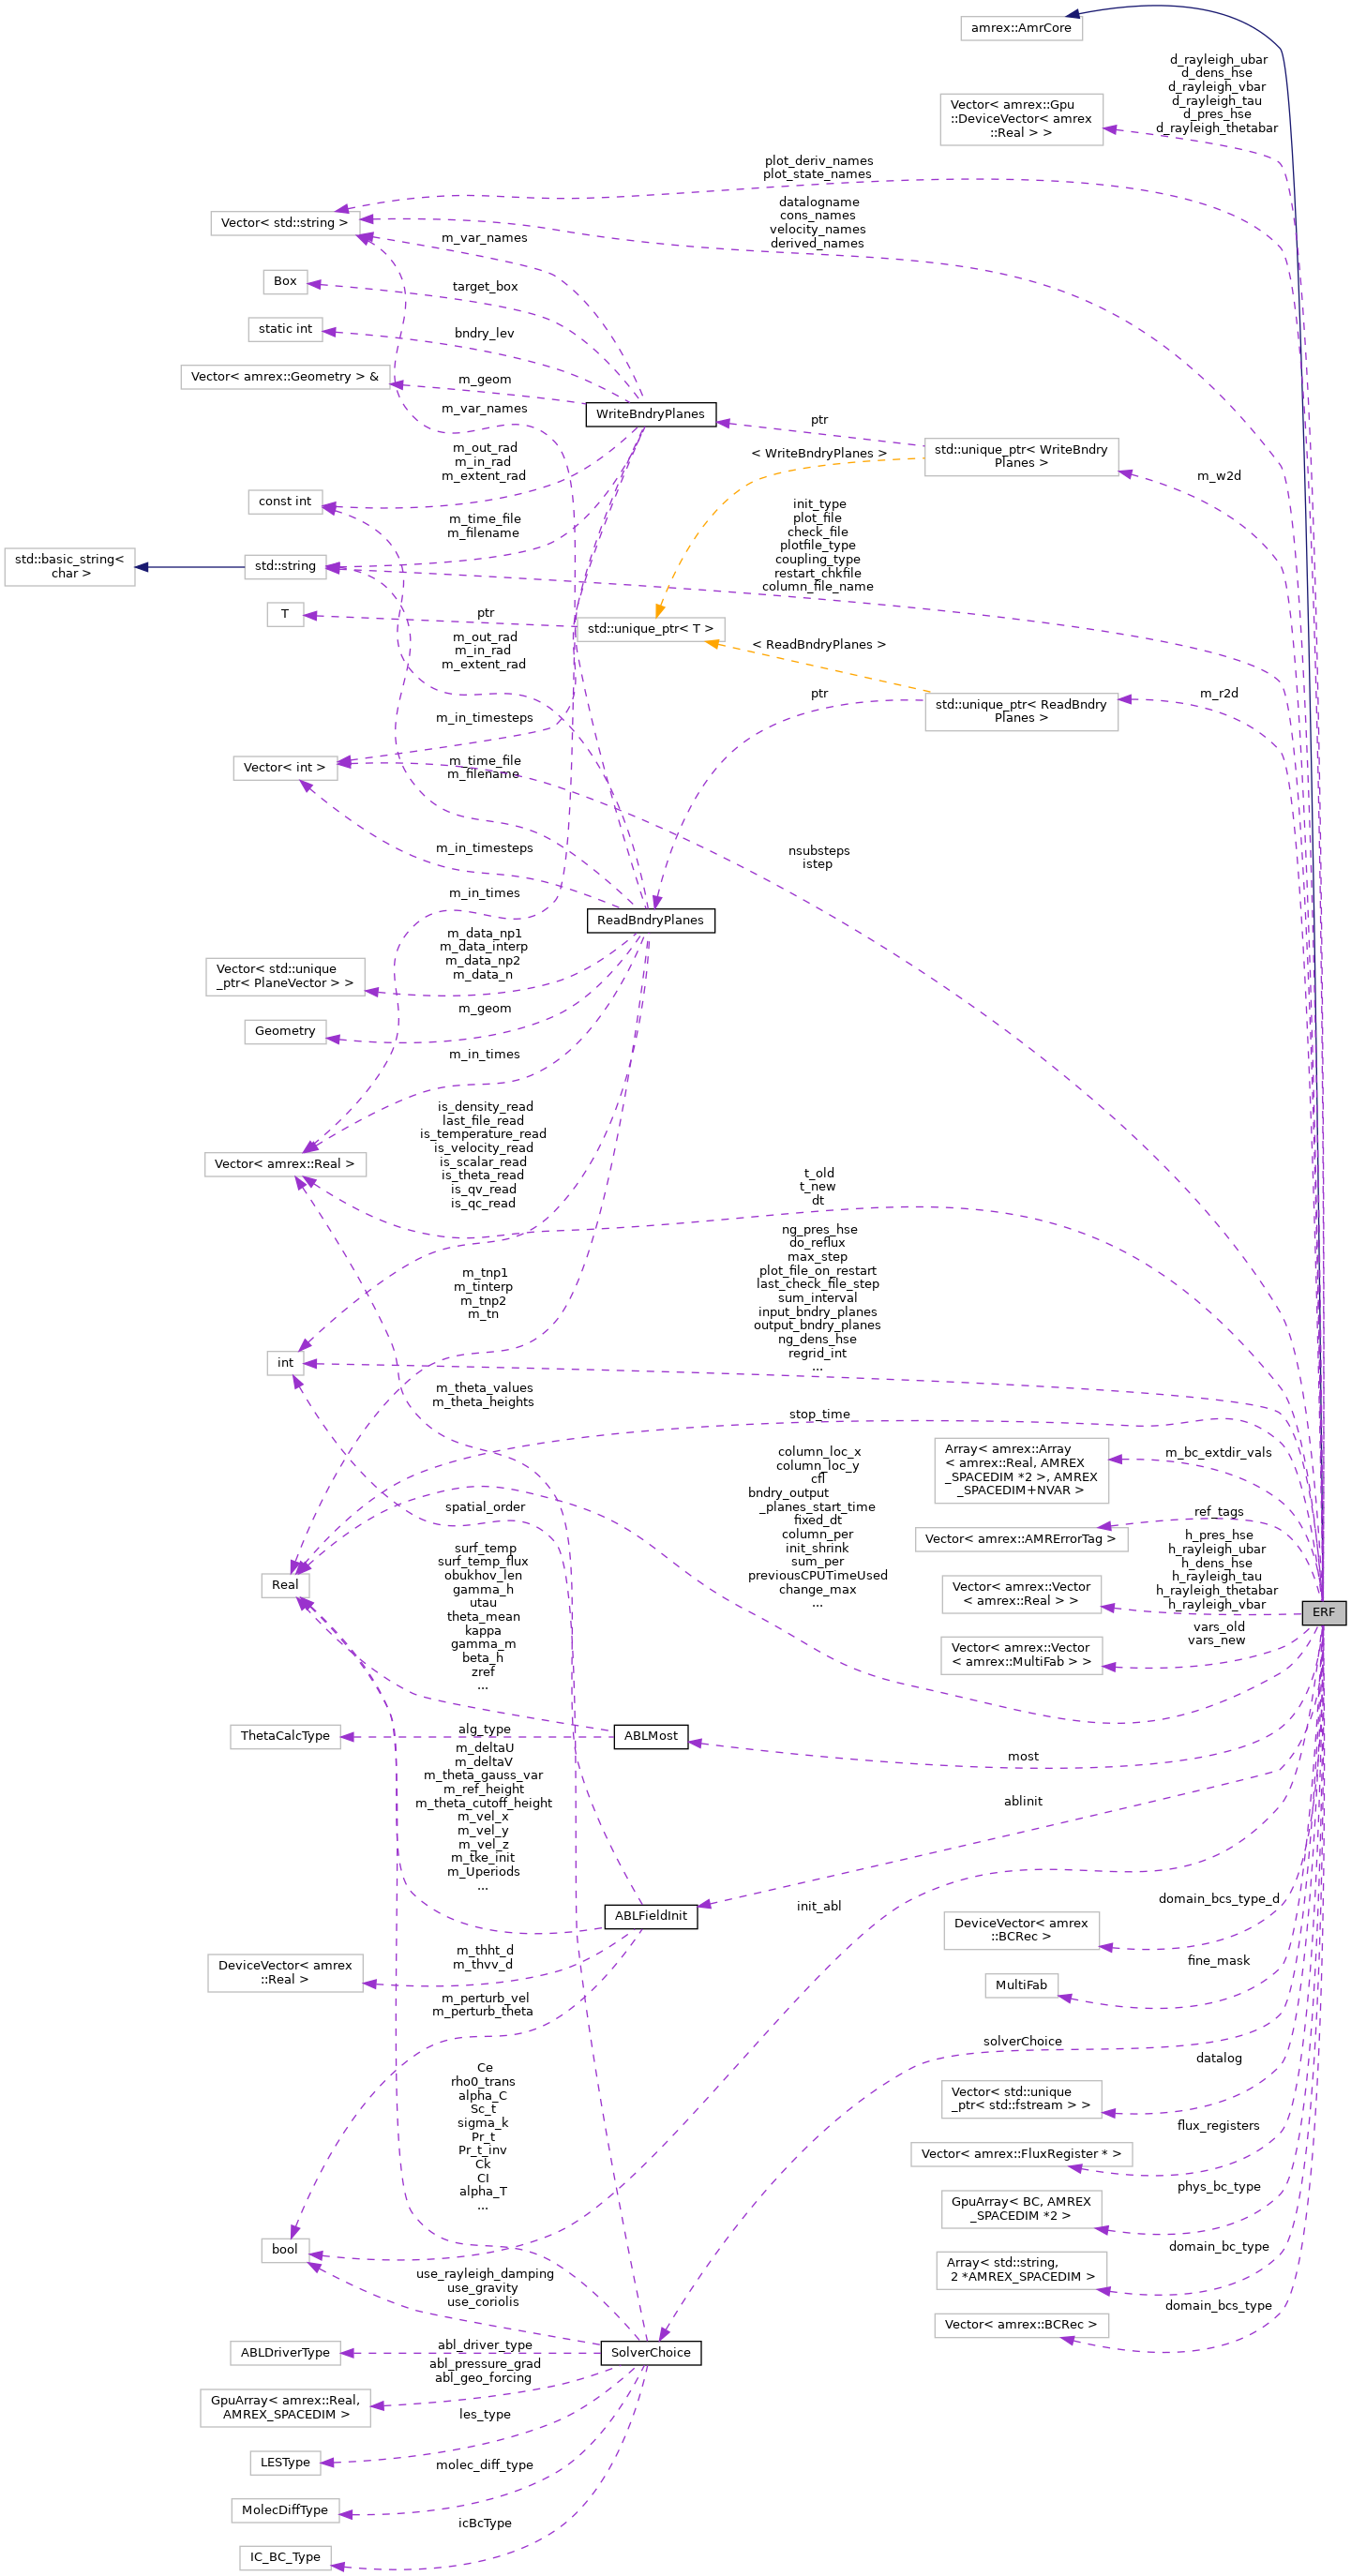 amrex::AmrCore
d_rayleigh_ubar
d_dens_hse
d_rayleigh_vbar
d_rayleigh_tau
d_pres_hse
d_rayleigh_thetabar
Vector< amrex::Gpu
::DeviceVector< amrex
::Real > >
plot_deriv_names
plot_state_names
datalogname
cons_names
velocity_names
derived_names
Vector< std::string >
m_var_names
Box
target_box
static int
bndry_lev
Vector< amrex::Geometry > &
m_geom
m_var_names
WriteBndryPlanes
ptr
std::unique_ptr< WriteBndry
Planes >
< WriteBndryPlanes >
m_w2d
m_out_rad
m_in_rad
m_extent_rad
const int
m_time_file
m_filename
init_type
plot_file
check_file
plotfile_type
coupling_type
restart_chkfile
column_file_name
std::basic_string<
char >
std::string
T
ptr
std::unique_ptr< T >
< ReadBndryPlanes >
m_out_rad
m_in_rad
m_extent_rad
ptr
std::unique_ptr< ReadBndry
Planes >
m_r2d
m_in_timesteps
Vector< int >
m_time_file
m_filename
m_in_timesteps
nsubsteps
istep
m_in_times
ReadBndryPlanes
m_data_np1
m_data_interp
m_data_np2
m_data_n
Vector< std::unique
_ptr< PlaneVector > >
m_geom
Geometry
m_in_times
is_density_read
last_file_read
is_temperature_read
is_velocity_read
is_scalar_read
is_theta_read
is_qv_read
is_qc_read
Vector< amrex::Real >
t_old
t_new
dt
ng_pres_hse
do_reflux
max_step
plot_file_on_restart
last_check_file_step
sum_interval
input_bndry_planes
output_bndry_planes
ng_dens_hse
regrid_int
...
m_tnp1
m_tinterp
m_tnp2
m_tn
int
m_theta_values
m_theta_heights
stop_time
column_loc_x
column_loc_y
cfl
bndry_output
_planes_start_time
fixed_dt
column_per
init_shrink
sum_per
previousCPUTimeUsed
change_max
...
Array< amrex::Array
< amrex::Real, AMREX
_SPACEDIM *2 >, AMREX
_SPACEDIM+NVAR >
m_bc_extdir_vals
ref_tags
Vector< amrex::AMRErrorTag >
h_pres_hse
h_rayleigh_ubar
h_dens_hse
h_rayleigh_tau
h_rayleigh_thetabar
h_rayleigh_vbar
Vector< amrex::Vector
< amrex::Real > >
ERF
vars_old
vars_new
Vector< amrex::Vector
< amrex::MultiFab > >
spatial_order
surf_temp
surf_temp_flux
obukhov_len
gamma_h
utau
theta_mean
kappa
gamma_m
beta_h
zref
...
Real
ThetaCalcType
alg_type
ABLMost
most
m_deltaU
m_deltaV
m_theta_gauss_var
m_ref_height
m_theta_cutoff_height
m_vel_x
m_vel_y
m_vel_z
m_tke_init
m_Uperiods
...
ablinit
ABLFieldInit
init_abl
domain_bcs_type_d
DeviceVector< amrex
::BCRec >
fine_mask
MultiFab
m_thht_d
m_thvv_d
DeviceVector< amrex
::Real >
m_perturb_vel
m_perturb_theta
solverChoice
datalog
Vector< std::unique
_ptr< std::fstream > >
Ce
rho0_trans
alpha_C
Sc_t
sigma_k
Pr_t
Pr_t_inv
Ck
CI
alpha_T
...
flux_registers
Vector< amrex::FluxRegister * >
phys_bc_type
GpuArray< BC, AMREX
_SPACEDIM *2 >
bool
domain_bc_type
Array< std::string,
2 *AMREX_SPACEDIM >
use_rayleigh_damping
use_gravity
use_coriolis
domain_bcs_type
Vector< amrex::BCRec >
SolverChoice
abl_driver_type
ABLDriverType
abl_pressure_grad
abl_geo_forcing
GpuArray< amrex::Real,
AMREX_SPACEDIM >
les_type
LESType
molec_diff_type
MolecDiffType
icBcType
IC_BC_Type